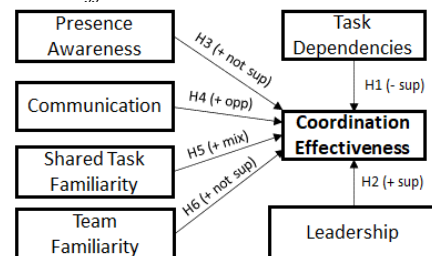 Presence
Awareness
Task
Dependencies
H3 (+ not sup)
H1 (- sup)
Communication
H4 (+ opp)
Coordination
Effectiveness
H5 (+ mix)
Shared Task
Familiarity
H6 (+ not sup)
H2 (+ sup)
Team
Familiarity
Leadership